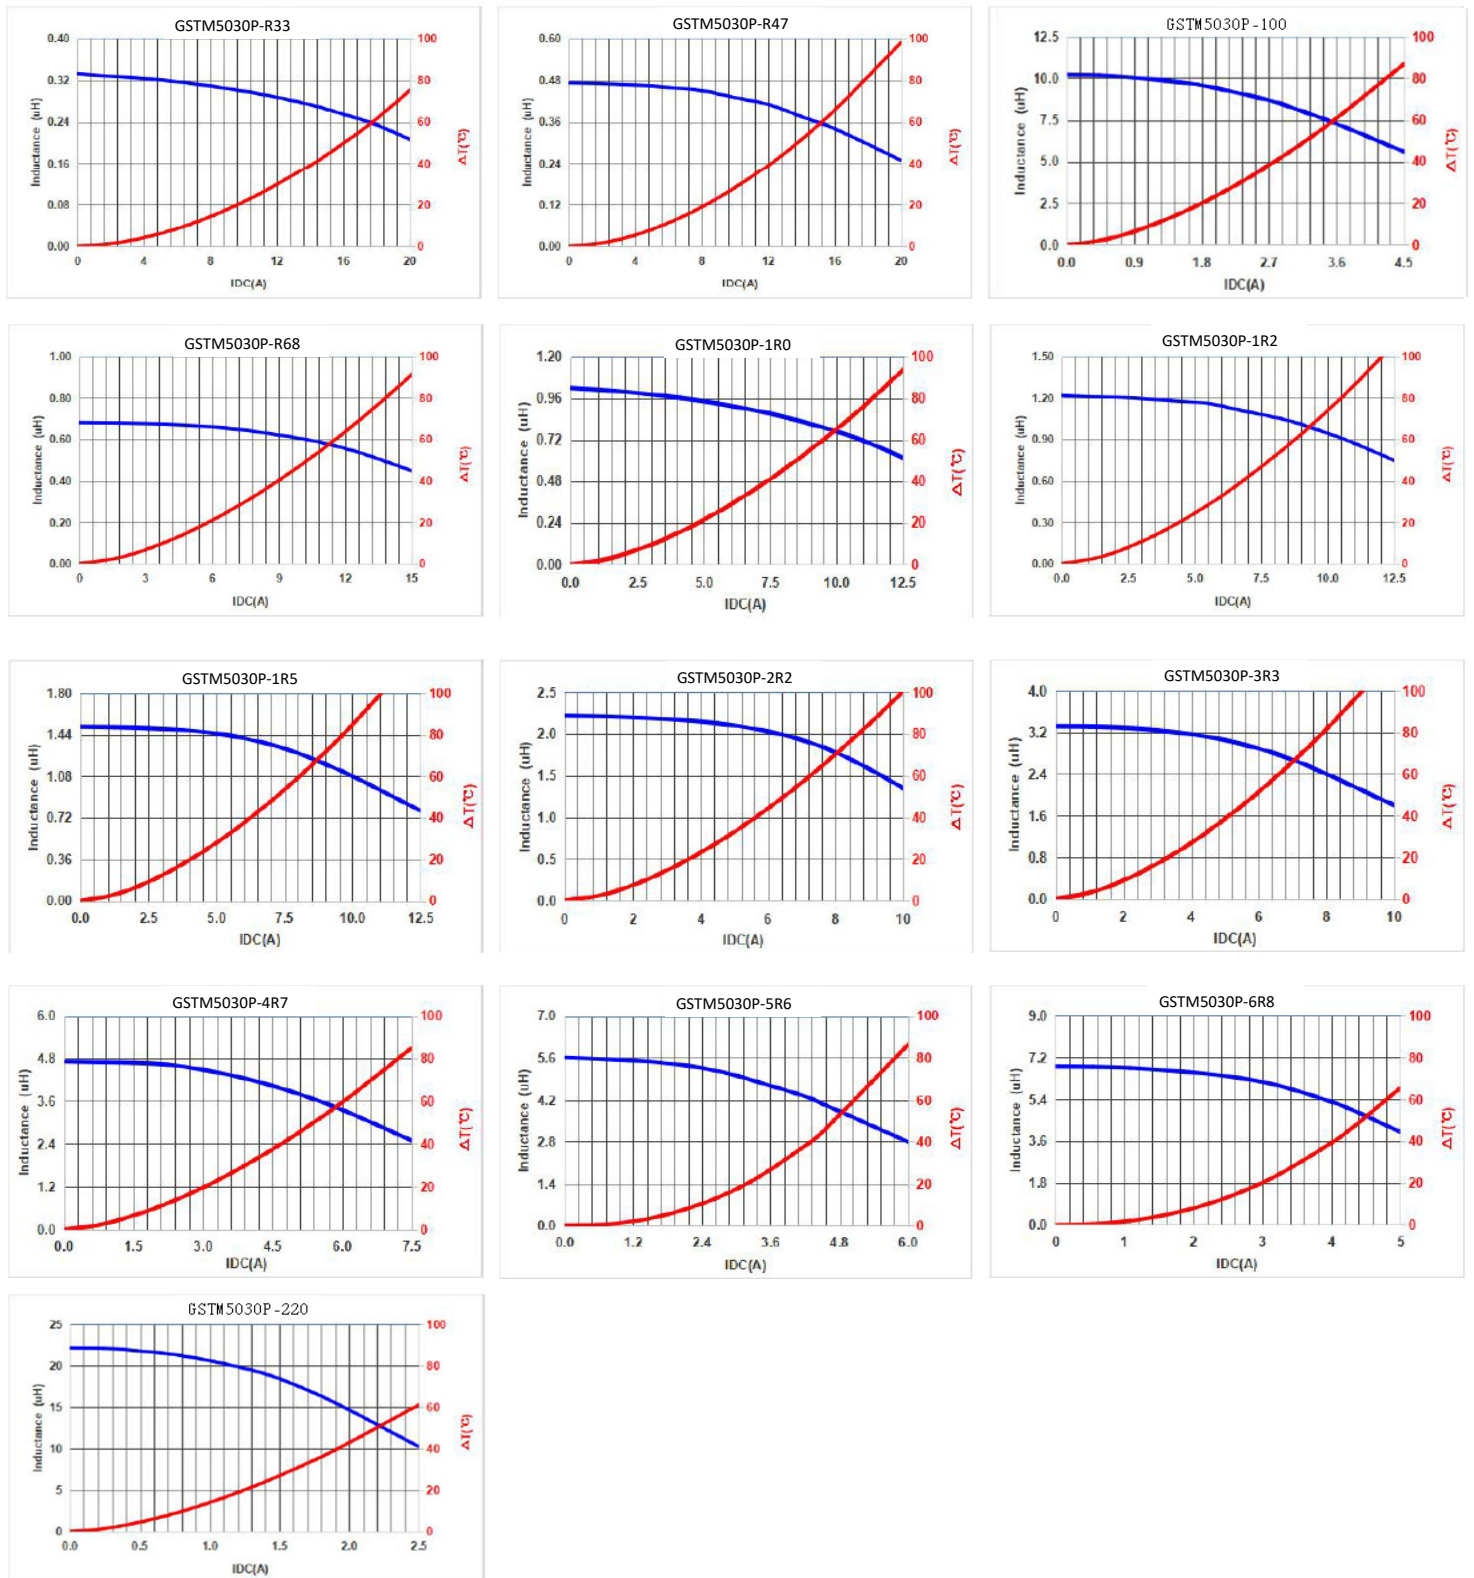 GSTM5030P-R33
0.40
0.32
0.24
0.16
0.08
0.00
Inductance (uH)
100
80
60
40
20
0
ΔT(℃)
0 4 8 12 16 20
IDC(A)
GSTM5030P-R47
0.60
0.48
0.36
0.24
0.12
0.00
Inductance (uH)
100
80
60
40
20
0
ΔT(℃)
0 4 8 12 16 20
IDC(A)
GSTM5030P-100
12.5
10.0
7.5
5.0
2.5
0.0
Inductance (uH)
100
80
60
40
20
0
ΔT(℃)
0.0 0.9 1.8 2.7 3.6 4.5
IDC(A)
GSTM5030P-R68
1.00
0.80
0.60
0.40
0.20
0.00
Inductance (uH)
100
80
60
40
20
0
ΔT(℃)
0 3 6 9 12 15
IDC(A)
GSTM5030P-1R0
1.20
0.96
0.72
0.48
0.24
0.00
Inductance (uH)
100
80
60
40
20
0
ΔT(℃)
0.0 2.5 5.0 7.5 10.0 12.5
IDC(A)
GSTM5030P-1R2
1.50
1.20
0.90
0.60
0.30
0.00
Inductance (uH)
100
80
60
40
20
0
ΔT(℃)
0.0 2.5 5.0 7.5 10.0 12.5
IDC(A)
GSTM5030P-1R5
1.80
1.44
1.08
0.72
0.36
0.00
Inductance (uH)
100
80
60
40
20
0
ΔT(℃)
0.0 2.5 5.0 7.5 10.0 12.5
IDC(A)
GSTM5030P-2R2
2.5
2.0
1.5
1.0
0.5
0.0
Inductance (uH)
100
80
60
40
20
0
ΔT(℃)
0 2 4 6 8 10
IDC(A)
GSTM5030P-3R3
4.0
3.2
2.4
1.6
0.8
0.0
Inductance (uH)
100
80
60
40
20
0
ΔT(℃)
0 2 4 6 8 10
IDC(A)
GSTM5030P-4R7
6.0
4.8
3.6
2.4
1.2
0.0
Inductance (uH)
100
80
60
40
20
0
ΔT(℃)
0.0 1.5 3.0 4.5 6.0 7.5
IDC(A)
GSTM5030P-5R6
7.0
5.6
4.2
2.8
1.4
0.0
Inductance (uH)
100
80
60
40
20
0
ΔT(℃)
0.0 1.2 2.4 3.6 4.8 6.0
IDC(A)
GSTM5030P-6R8
9.0
7.2
5.4
3.6
1.8
0.0
Inductance (uH)
100
80
60
40
20
0
ΔT(℃)
0 1 2 3 4 5
IDC(A)
GSTM5030P-220
25
20
15
10
5
0
Inductance (uH)
100
80
60
40
20
0
ΔT(℃)
0.0 0.5 1.0 1.5 2.0 2.5
IDC(A)